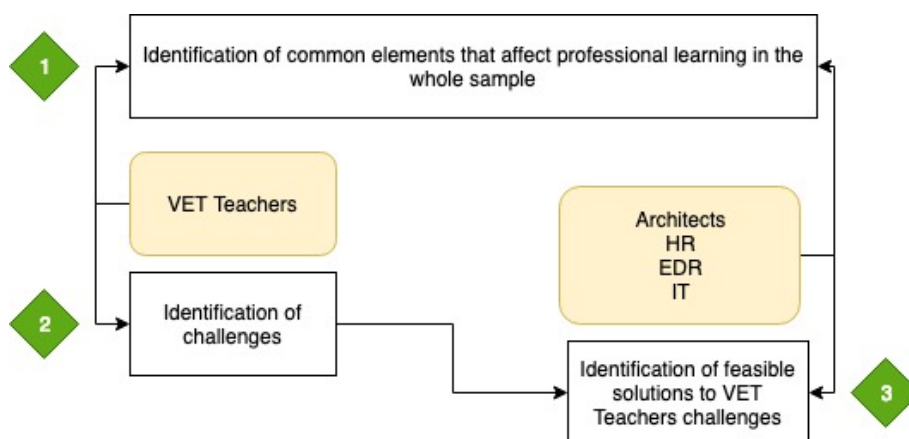 1
Identification of common elements that affect professional learning in the
whole sample
VET Teachers
Architects
HR
EDR
IT
2
Identification of
challenges
Identification of feasible
solutions to VET
Teachers challenges
3